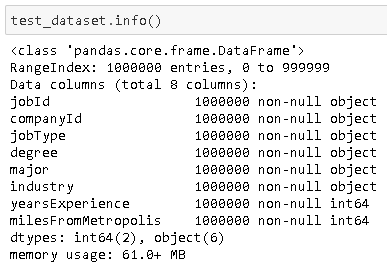 test_dataset.info()
<class 'pandas.core.frame.DataFrame'>
RangeIndex: 1000000 entries, 0 to 999999
Data columns (total 8 columns):
jobId                  1000000 non-null object
companyId              1000000 non-null object
jobType                1000000 non-null object
degree                 1000000 non-null object
major                  1000000 non-null object
industry               1000000 non-null object
yearsExperience        1000000 non-null int64
milesFromMetropolis    1000000 non-null int64
dtypes: int64(2), object(6)
memory usage: 61.0+ MB